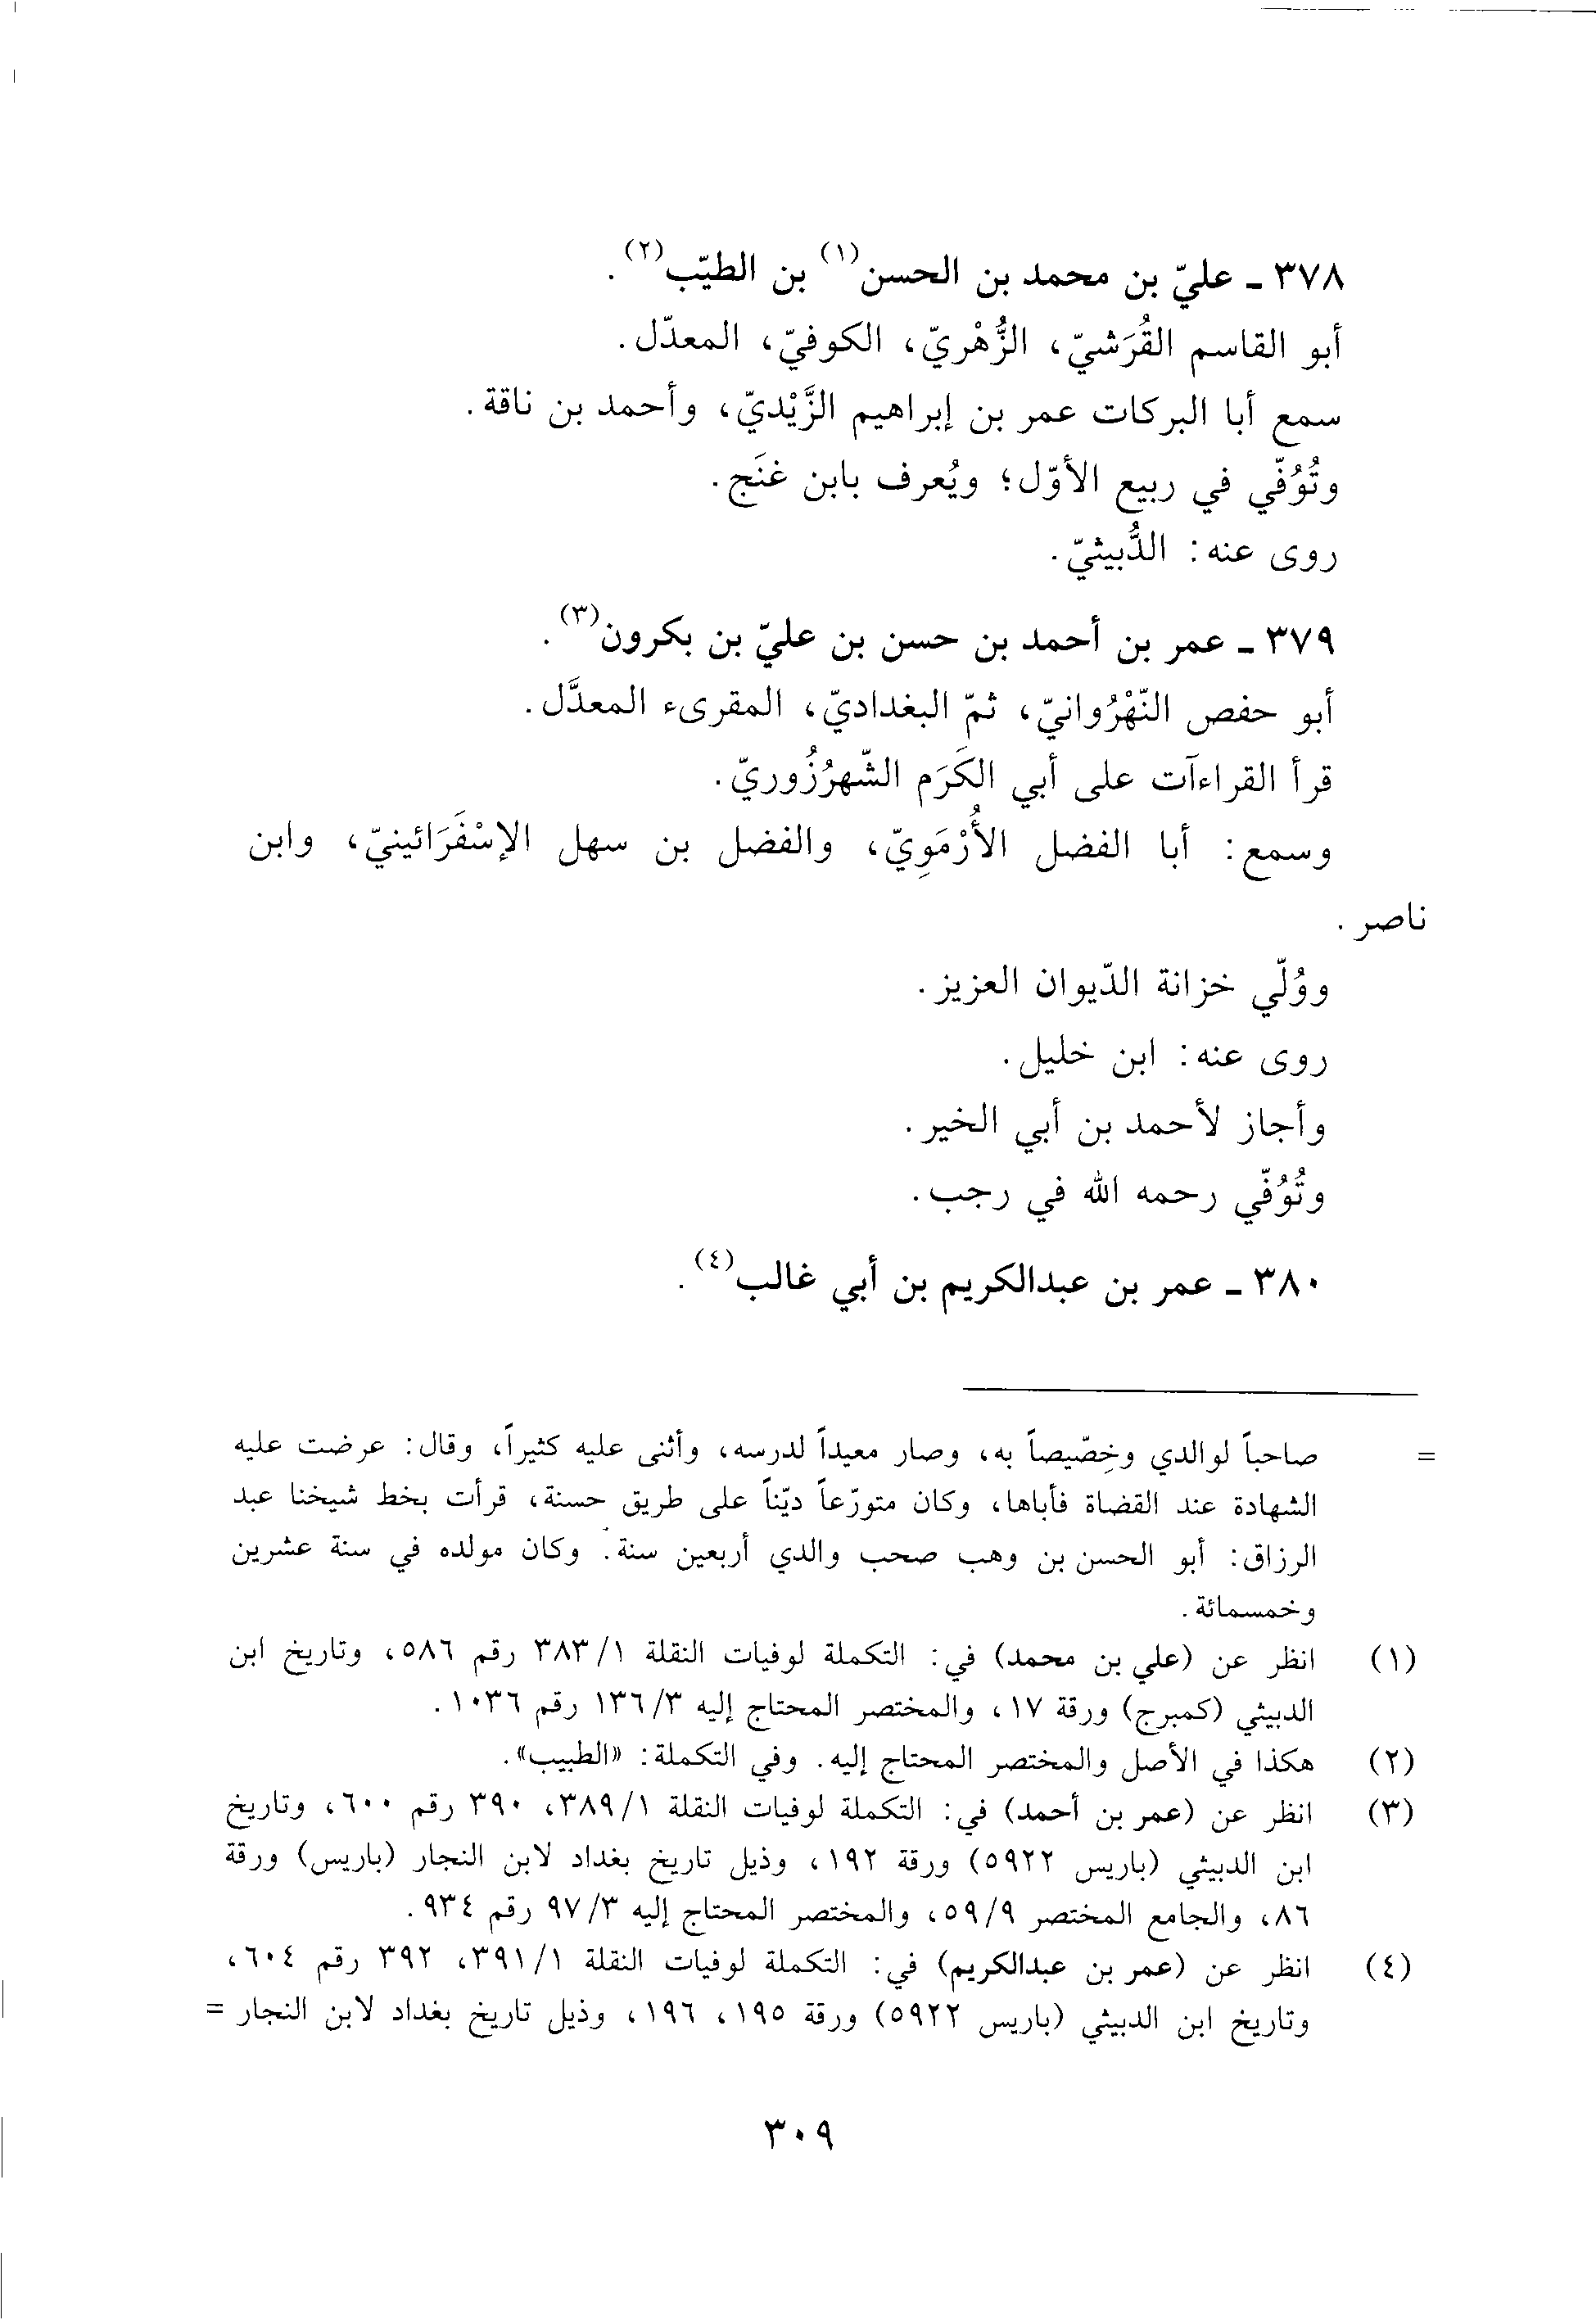 ٣٧٨ ـ عليّ بن محمد بن الحسن(١) بن الطيّب(٢).
أبو القاسم القُرَشيّ، الزُّهْريّ، الكوفيّ، المعدّل.
سمع أبا البركات عمر بن إبراهيم الزَّيْديّ، وأحمد بن ناقة.
وتُوُفّي في ربيع الأوّل؛ ويُعرف بابن غنَج.
روى عنه: الدُّبيثيّ.
٣٧٩ ـ عمر بن أحمد بن حسن بن عليّ بن بكرون(٣).
أبو حفص النّهْرُوانيّ، ثمّ البغداديّ، المقرىء المعدَّل.
قرأ القراءآت على أبي الكَرَم الشّهرُزُوريّ.
وسمع: أبا الفضل الأُرْمَوِيّ، والفضل بن سهل الإسْفَرَائينيّ، وابن
ناصر.
ووُلّي خزانة الدّيوان العزيز.
روى عنه: ابن خليل.
وأجاز لأحمد بن أبي الخير.
وتُوُفّي رحمه الله في رجب.
٣٨٠ ـ عمر بن عبدالكريم بن أبي غالب(٤).
= صاحباً لوالدي وخِصّيصاً به، وصار معيداً لدرسه، وأثنى عليه كثيراً، وقال: عرضت عليه
الشهادة عند القضاة فأباها، وكان متورّعاً ديّناً على طريق حسنة، قرأت بخط شيخنا عبد
الرزاق: أبو الحسن بن وهب صحب والدي أربعين سنة. وكان مولده في سنة عشرين
وخمسمائة.
(١) انظر عن (علي بن محمد) في: التكملة لوفيات النقلة ١/ ٣٨٣ رقم ٥٨٦، وتاريخ ابن
الدبيثي (كمبرج) ورقة ١٧، والمختصر المحتاج إليه ٣/ ١٣٦ رقم ١٠٣٦.
(٢) هكذا في الأصل والمختصر المحتاج إليه. وفي التكملة: «الطبيب».
(٣) انظر عن (عمر بن أحمد) في: التكملة لوفيات النقلة ١/ ٣٨٩، ٣٩٠ رقم ٦٠٠، وتاريخ
ابن الدبيثي (باريس ٥٩٢٢) ورقة ١٩٢، وذيل تاريخ بغداد لابن النجار (باريس) ورقة
٨٦، والجامع المختصر ٩/ ٥٩، والمختصر المحتاج إليه ٣/ ٩٧ رقم ٩٣٤.
(٤) انظر عن (عمر بن عبدالكريم) في: التكملة لوفيات النقلة ١/ ٣٩١، ٣٩٢ رقم ٦٠٤،
وتاريخ ابن الدبيثي (باريس ٥٩٢٢) ورقة ١٩٥، ١٩٦، وذيل تاريخ بغداد لابن النجار =
٣٠٩